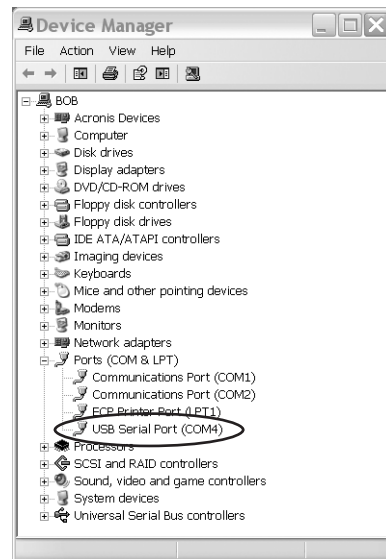 Device Manager
File Action View Help
BOB
Acronis Devices
Computer
Disk drives
Display adapters
DVD/CD-ROM drives
Floppy disk controllers
Floppy disk drives
IDE ATA/ATAPI controllers
Imaging devices
Keyboards
Mice and other pointing devices
Modems
Monitors
Network adapters
Ports (COM & LPT)
Communications Port (COM1)
Communications Port (COM2)
ECP Printer Port (LPT1)
USB Serial Port (COM4)
Processors
SCSI and RAID controllers
Sound, video and game controllers
System devices
Universal Serial Bus controllers